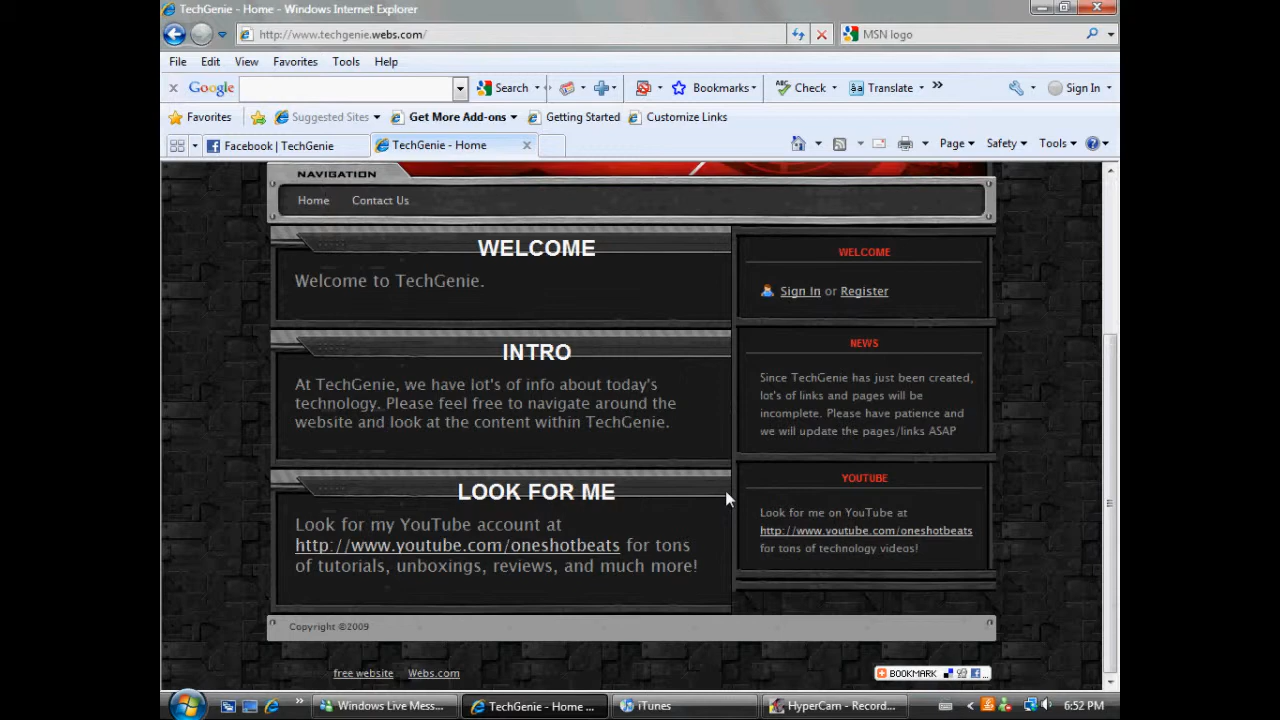 TechGenie - Home - Windows Internet Explorer
http://www.techgenie.webs.com/
MSN logo
File Edit View Favorites Tools Help
Google Search Bookmarks Check Translate » Sign In
Favorites Suggested Sites Get More Add-ons Getting Started Customize Links
Facebook | TechGenie TechGenie - Home Page Safety Tools
NAVIGATION
Home Contact Us
WELCOME
Welcome to TechGenie.
INTRO
At TechGenie, we have lot's of info about today's
technology. Please feel free to navigate around the
website and look at the content within TechGenie.
LOOK FOR ME
Look for my YouTube account at
http://www.youtube.com/oneshotbeats for tons
of tutorials, unboxings, reviews, and much more!
WELCOME
Sign In or Register
NEWS
Since TechGenie has just been created,
lot's of links and pages will be
incomplete. Please have patience and
we will update the pages/links ASAP
YOUTUBE
Look for me on YouTube at
http://www.youtube.com/oneshotbeats
for tons of technology videos!
Copyright ©2009
free website Webs.com
BOOKMARK ...
» Windows Live Mess... TechGenie - Home ... iTunes HyperCam - Record... 6:52 PM